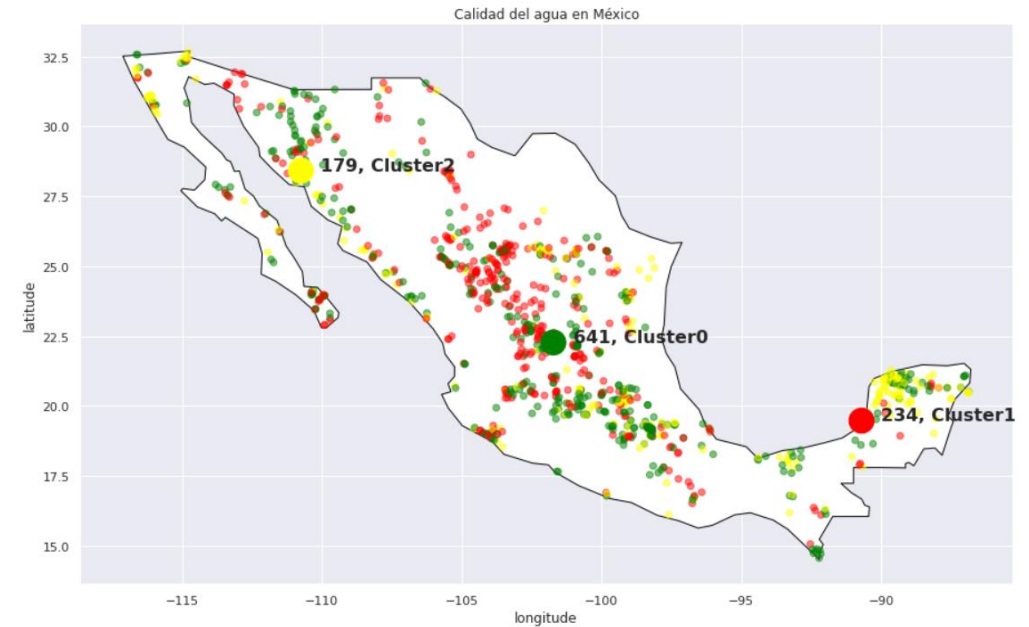 Calidad del agua en México
32.5
30.0
27.5
25.0
22.5
20.0
17.5
15.0
latitude
179, Cluster2
641, Cluster0
234, Cluster1
−115
−110
−105
−100
−95
−90
longitude